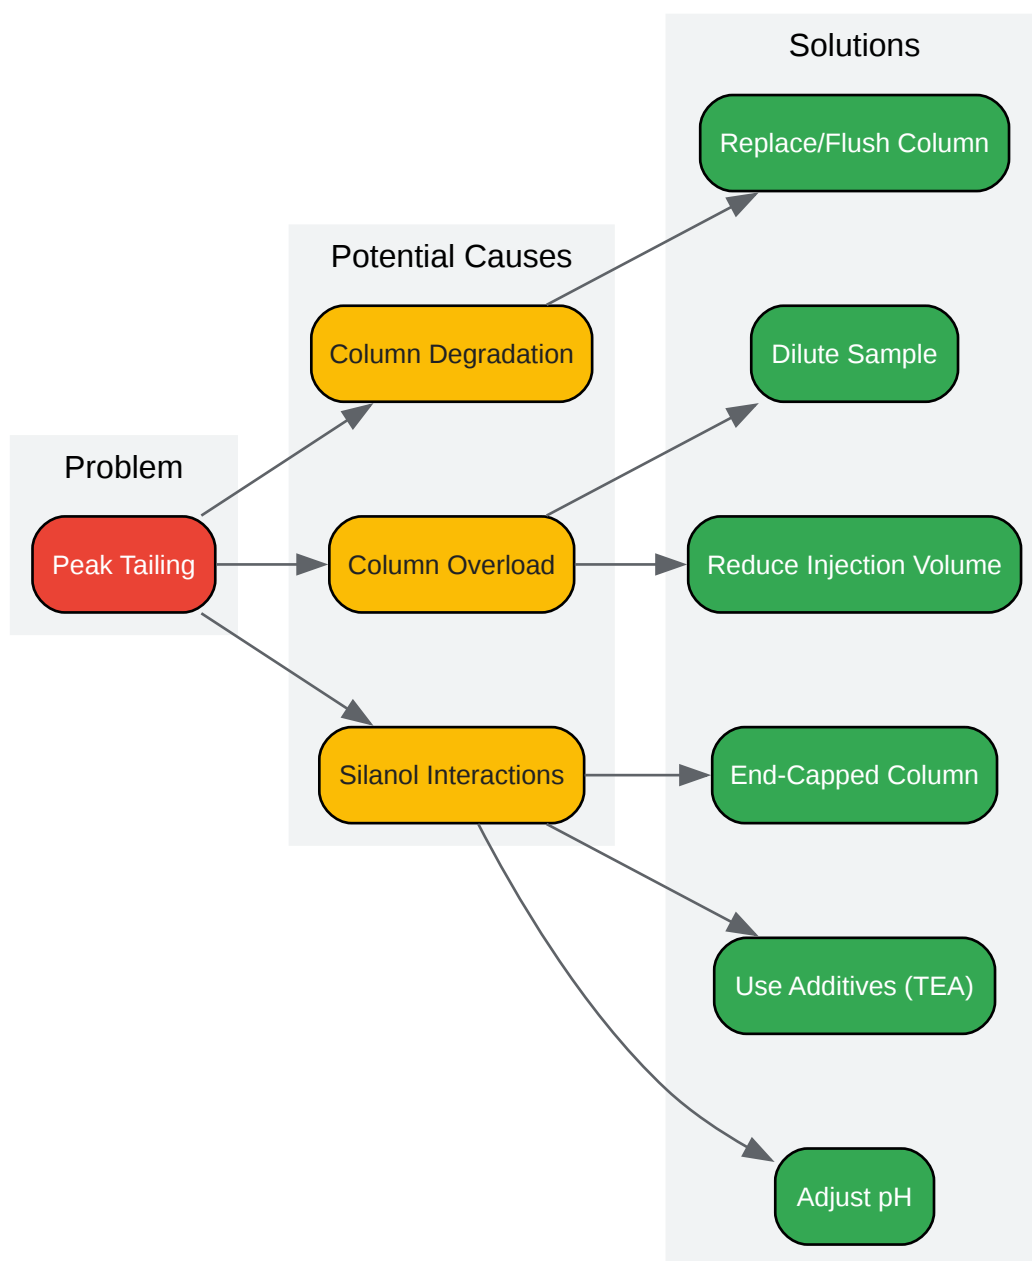 Problem
Peak Tailing
Potential Causes
Column Degradation
Column Overload
Silanol Interactions
Solutions
Replace/Flush Column
Dilute Sample
Reduce Injection Volume
End-Capped Column
Use Additives (TEA)
Adjust pH